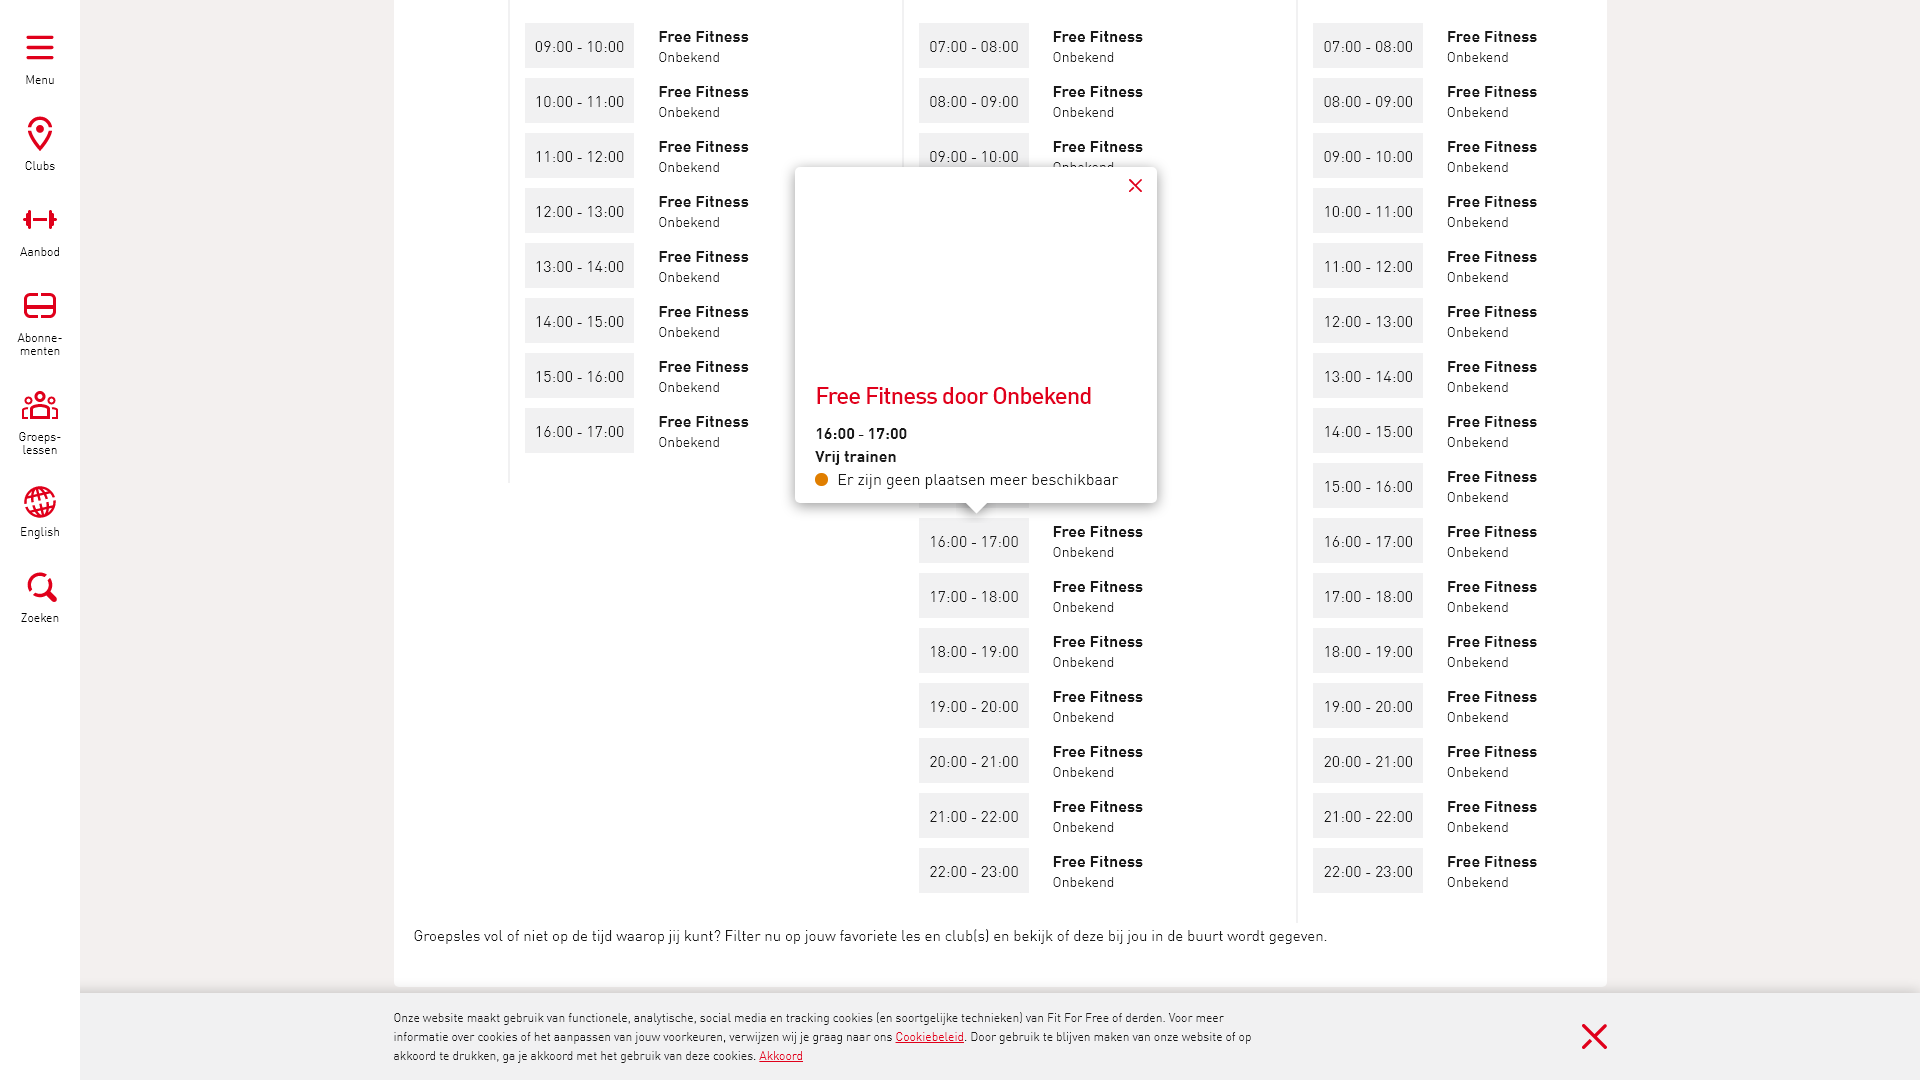 Menu
Clubs
Aanbod
Abonne-
menten
Groeps-
lessen
English
Zoeken
09:00 - 10:00 Free Fitness
Onbekend
10:00 - 11:00 Free Fitness
Onbekend
11:00 - 12:00 Free Fitness
Onbekend
12:00 - 13:00 Free Fitness
Onbekend
13:00 - 14:00 Free Fitness
Onbekend
14:00 - 15:00 Free Fitness
Onbekend
15:00 - 16:00 Free Fitness
Onbekend
16:00 - 17:00 Free Fitness
Onbekend
07:00 - 08:00 Free Fitness
Onbekend
08:00 - 09:00 Free Fitness
Onbekend
09:00 - 10:00 Free Fitness
Onbekend
Free Fitness door Onbekend
16:00 - 17:00
Vrij trainen
Er zijn geen plaatsen meer beschikbaar
16:00 - 17:00 Free Fitness
Onbekend
17:00 - 18:00 Free Fitness
Onbekend
18:00 - 19:00 Free Fitness
Onbekend
19:00 - 20:00 Free Fitness
Onbekend
20:00 - 21:00 Free Fitness
Onbekend
21:00 - 22:00 Free Fitness
Onbekend
22:00 - 23:00 Free Fitness
Onbekend
07:00 - 08:00 Free Fitness
Onbekend
08:00 - 09:00 Free Fitness
Onbekend
09:00 - 10:00 Free Fitness
Onbekend
10:00 - 11:00 Free Fitness
Onbekend
11:00 - 12:00 Free Fitness
Onbekend
12:00 - 13:00 Free Fitness
Onbekend
13:00 - 14:00 Free Fitness
Onbekend
14:00 - 15:00 Free Fitness
Onbekend
15:00 - 16:00 Free Fitness
Onbekend
16:00 - 17:00 Free Fitness
Onbekend
17:00 - 18:00 Free Fitness
Onbekend
18:00 - 19:00 Free Fitness
Onbekend
19:00 - 20:00 Free Fitness
Onbekend
20:00 - 21:00 Free Fitness
Onbekend
21:00 - 22:00 Free Fitness
Onbekend
22:00 - 23:00 Free Fitness
Onbekend
Groepsles vol of niet op de tijd waarop jij kunt? Filter nu op jouw favoriete les en club(s) en bekijk of deze bij jou in de buurt wordt gegeven.
Onze website maakt gebruik van functionele, analytische, social media en tracking cookies (en soortgelijke technieken) van Fit For Free of derden. Voor meer
informatie over cookies of het aanpassen van jouw voorkeuren, verwijzen wij je graag naar ons Cookiebeleid. Door gebruik te blijven maken van onze website of op
akkoord te drukken, ga je akkoord met het gebruik van deze cookies. Akkoord